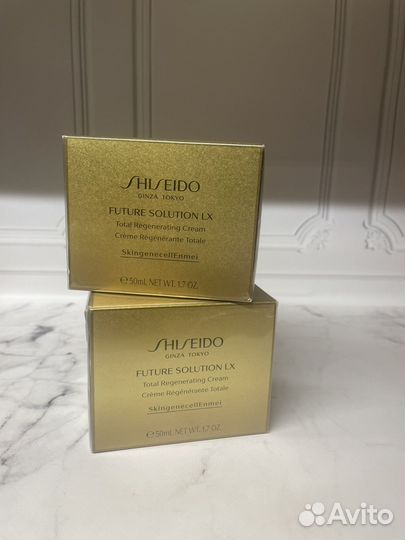 SHISEIDO
GINZA TOKYO
FUTURE SOLUTION LX
Total Regenerating Cream
Crème Régénérante Totale
SkingenecellEnmei
℮50mL NET WT. 1.7 OZ.
SHISEIDO
GINZA TOKYO
FUTURE SOLUTION LX
Total Regenerating Cream
Crème Régénérante Totale
SkingenecellEnmei
℮50mL NET WT. 1.7 OZ.
Avito